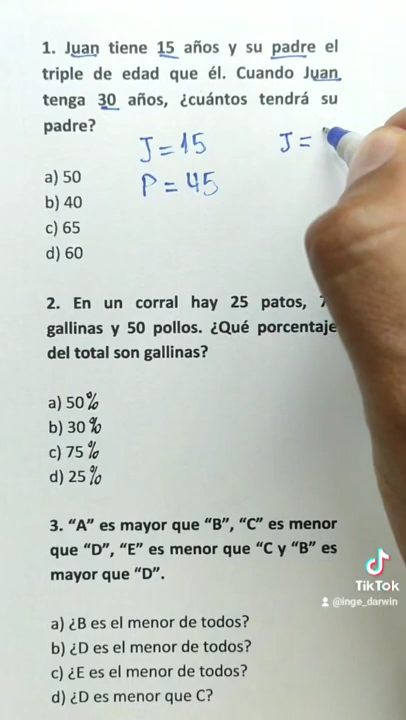 1. Juan tiene 15 años y su padre el
triple de edad que él. Cuando Juan
tenga 30 años, ¿cuántos tendrá su
padre?
J = 15
J =
P = 45
a) 50
b) 40
c) 65
d) 60
2. En un corral hay 25 patos,
gallinas y 50 pollos. ¿Qué porcentaje
del total son gallinas?
a) 50%
b) 30%
c) 75%
d) 25%
3. “A” es mayor que “B”, “C” es menor
que “D”, “E” es menor que “C y “B” es
mayor que “D”.
a) ¿B es el menor de todos?
b) ¿D es el menor de todos?
c) ¿E es el menor de todos?
d) ¿D es menor que C?
TikTok
@inge_darwin